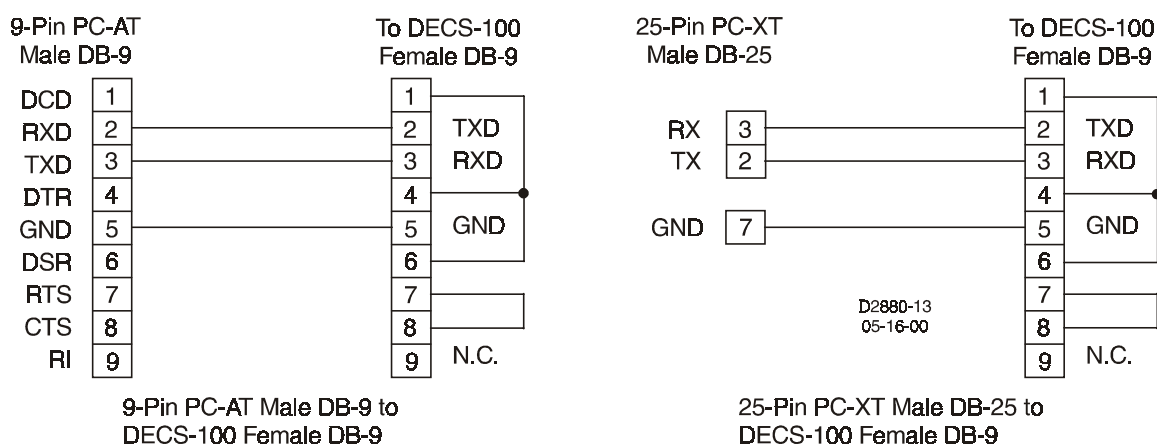 9-Pin PC-AT
Male DB-9
To DECS-100
Female DB-9
DCD 1
RXD 2
TXD 3
DTR 4
GND 5
DSR 6
RTS 7
CTS 8
RI 9
1
2 TXD
3 RXD
4
5 GND
6
7
8
9 N.C.
9-Pin PC-AT Male DB-9 to
DECS-100 Female DB-9
25-Pin PC-XT
Male DB-25
To DECS-100
Female DB-9
RX 3
TX 2
GND 7
1
2 TXD
3 RXD
4
5 GND
6
7
8
9 N.C.
D2880-13
05-16-00
25-Pin PC-XT Male DB-25 to
DECS-100 Female DB-9